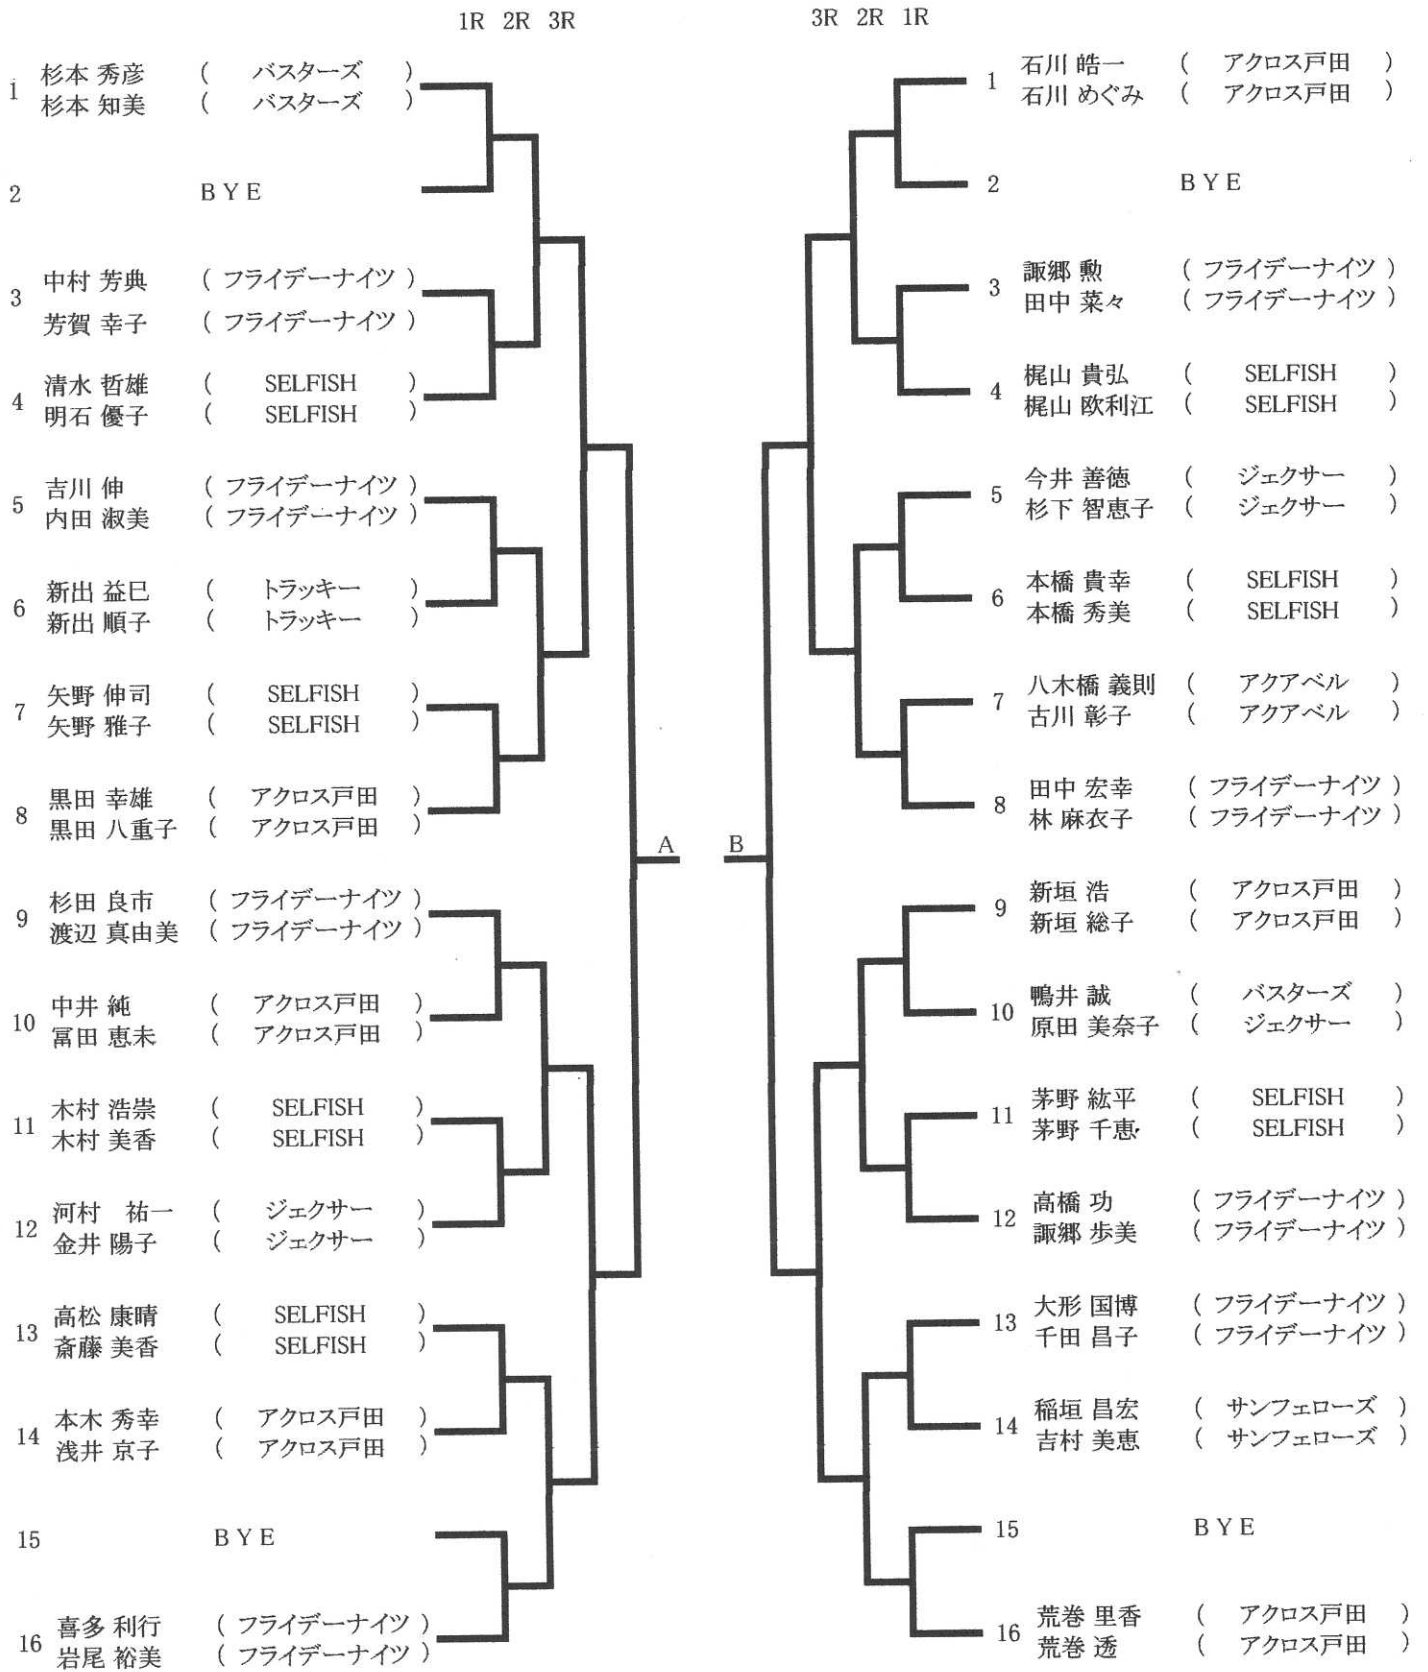 1R 2R 3R
1 杉本 秀彦 ( バスターズ )
杉本 知美 ( バスターズ )
2 BYE
3 中村 芳典 ( フライデーナイツ )
芳賀 幸子 ( フライデーナイツ )
4 清水 哲雄 ( SELFISH )
明石 優子 ( SELFISH )
5 吉川 伸 ( フライデーナイツ )
内田 淑美 ( フライデーナイツ )
6 新出 益巳 ( トラッキー )
新出 順子 ( トラッキー )
7 矢野 伸司 ( SELFISH )
矢野 雅子 ( SELFISH )
8 黒田 幸雄 ( アクロス戸田 )
黒田 八重子 ( アクロス戸田 )
9 杉田 良市 ( フライデーナイツ )
渡辺 真由美 ( フライデーナイツ )
10 中井 純 ( アクロス戸田 )
冨田 恵未 ( アクロス戸田 )
11 木村 浩崇 ( SELFISH )
木村 美香 ( SELFISH )
12 河村 祐一 ( ジェクサー )
金井 陽子 ( ジェクサー )
13 高松 康晴 ( SELFISH )
斎藤 美香 ( SELFISH )
14 本木 秀幸 ( アクロス戸田 )
浅井 京子 ( アクロス戸田 )
15 BYE
16 喜多 利行 ( フライデーナイツ )
岩尾 裕美 ( フライデーナイツ )
A
B
3R 2R 1R
1 石川 皓一 ( アクロス戸田 )
石川 めぐみ ( アクロス戸田 )
2 BYE
3 諏郷 勲 ( フライデーナイツ )
田中 菜々 ( フライデーナイツ )
4 梶山 貴弘 ( SELFISH )
梶山 欧利江 ( SELFISH )
5 今井 善徳 ( ジェクサー )
杉下 智恵子 ( ジェクサー )
6 本橋 貴幸 ( SELFISH )
本橋 秀美 ( SELFISH )
7 八木橋 義則 ( アクアベル )
古川 彰子 ( アクアベル )
8 田中 宏幸 ( フライデーナイツ )
林 麻衣子 ( フライデーナイツ )
9 新垣 浩 ( アクロス戸田 )
新垣 総子 ( アクロス戸田 )
10 鴨井 誠 ( バスターズ )
原田 美奈子 ( ジェクサー )
11 茅野 紘平 ( SELFISH )
茅野 千恵 ( SELFISH )
12 高橋 功 ( フライデーナイツ )
諏郷 歩美 ( フライデーナイツ )
13 大形 国博 ( フライデーナイツ )
千田 昌子 ( フライデーナイツ )
14 稲垣 昌宏 ( サンフェローズ )
吉村 美恵 ( サンフェローズ )
15 BYE
16 荒巻 里香 ( アクロス戸田 )
荒巻 透 ( アクロス戸田 )